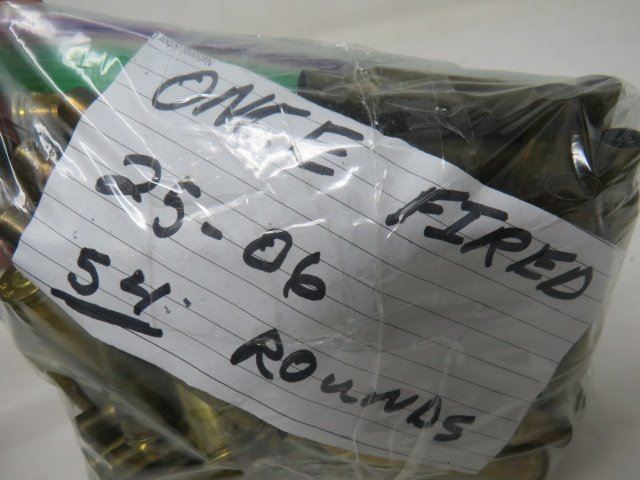 ONCE FIRED
25-06
54 ROUNDS